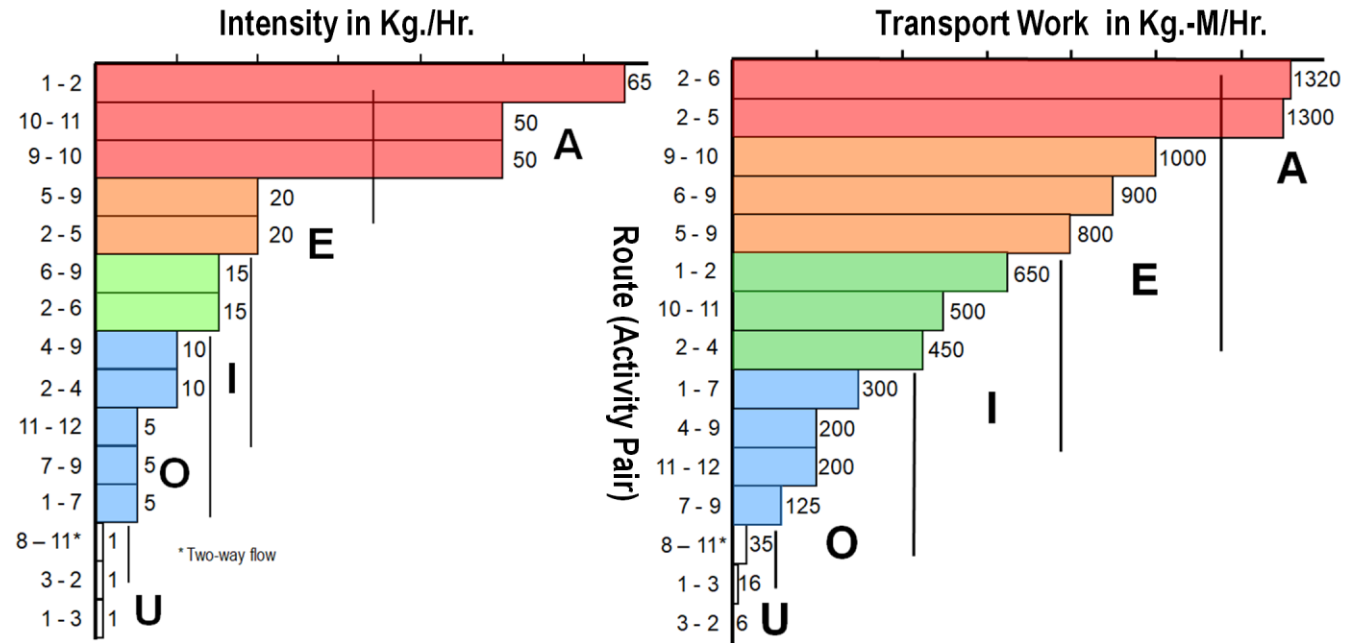 Intensity in Kg./Hr.
1 - 2 65
10 - 11 50
9 - 10 50
A
5 - 9 20
2 - 5 20
E
6 - 9 15
2 - 6 15
4 - 9 10
I
2 - 4 10
11 - 12 5
7 - 9 5
O
1 - 7 5
8 – 11* 1
* Two-way flow
3 - 2 1
U
1 - 3 1
Route (Activity Pair)
Transport Work in Kg.-M/Hr.
2 - 6 1320
2 - 5 1300
9 - 10 1000
A
6 - 9 900
5 - 9 800
1 - 2 650
E
10 - 11 500
2 - 4 450
1 - 7 300
I
4 - 9 200
11 - 12 200
7 - 9 125
8 – 11* 35
O
1 - 3 16
3 - 2 6
U